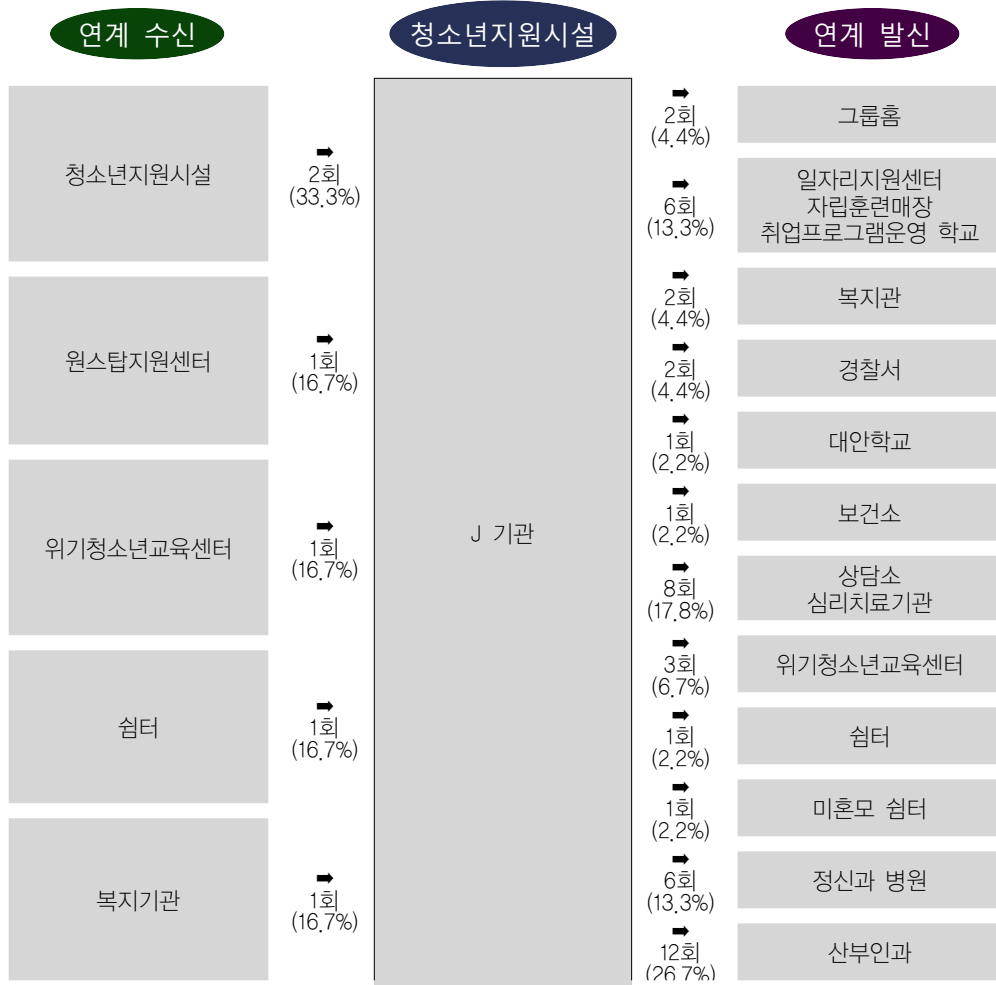 연계 수신
청소년지원시설
연계 발신
청소년지원시설
➡
2회
(33.3%)
원스탑지원센터
➡
1회
(16.7%)
위기청소년교육센터
➡
1회
(16.7%)
쉼터
➡
1회
(16.7%)
복지기관
➡
1회
(16.7%)
J 기관
➡
2회
(4.4%)
그룹홈
➡
6회
(13.3%)
일자리지원센터
자립훈련매장
취업프로그램운영 학교
➡
2회
(4.4%)
복지관
➡
2회
(4.4%)
경찰서
➡
1회
(2.2%)
대안학교
➡
1회
(2.2%)
보건소
➡
8회
(17.8%)
상담소
심리치료기관
➡
3회
(6.7%)
위기청소년교육센터
➡
1회
(2.2%)
쉼터
➡
1회
(2.2%)
미혼모 쉼터
➡
6회
(13.3%)
정신과 병원
➡
12회
(26.7%)
산부인과